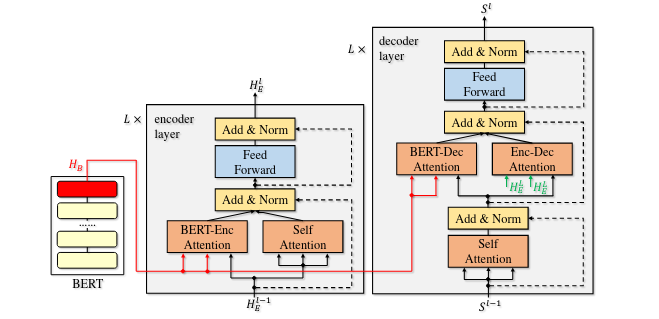 S^l
L ×
decoder
layer
Add & Norm
Feed
Forward
Add & Norm
BERT-Dec
Attention
Enc-Dec
Attention
H_E^L H_E^L
Add & Norm
Self
Attention
S^{l-1}
H_E^l
L ×
encoder
layer
Add & Norm
Feed
Forward
Add & Norm
BERT-Enc
Attention
Self
Attention
H_E^{l-1}
H_B
......
BERT